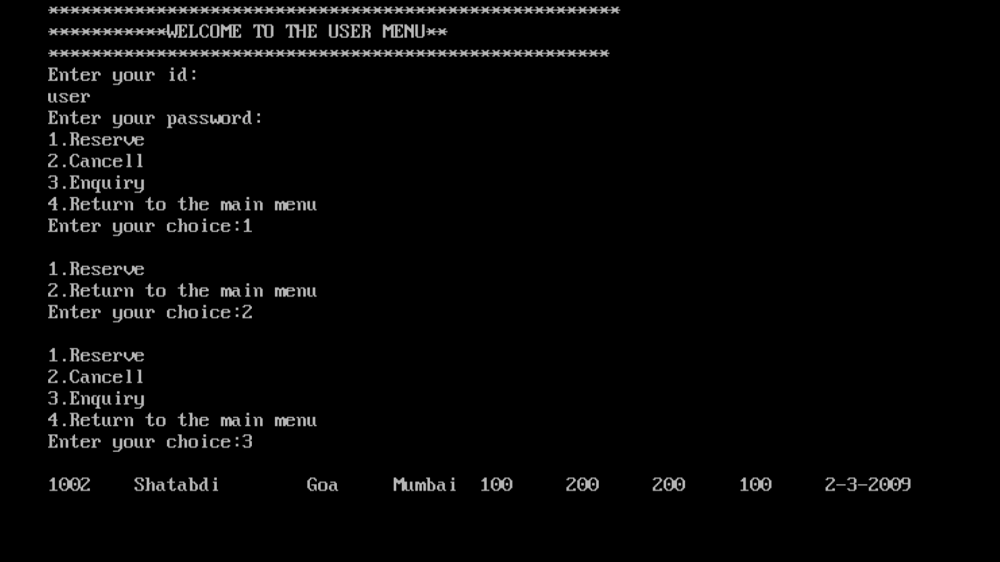 *****************************************************
***********WELCOME TO THE USER MENU**
****************************************************
Enter your id:
user
Enter your password:
1.Reserve
2.Cancell
3.Enquiry
4.Return to the main menu
Enter your choice:1
1.Reserve
2.Return to the main menu
Enter your choice:2
1.Reserve
2.Cancell
3.Enquiry
4.Return to the main menu
Enter your choice:3
1002 Shatabdi Goa Mumbai 100 200 200 100 2-3-2009